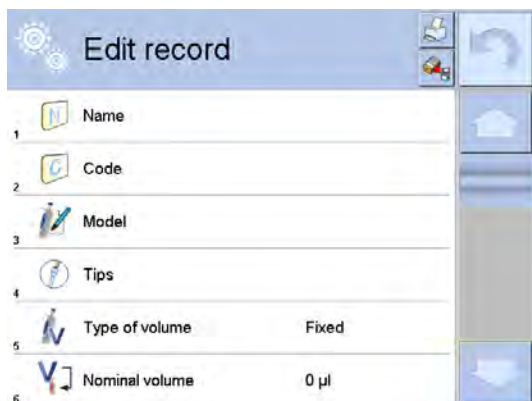 Edit record
N
1 Name
C
2 Code
3 Model
4 Tips
5 Type of volume Fixed
6 Nominal volume 0 µl